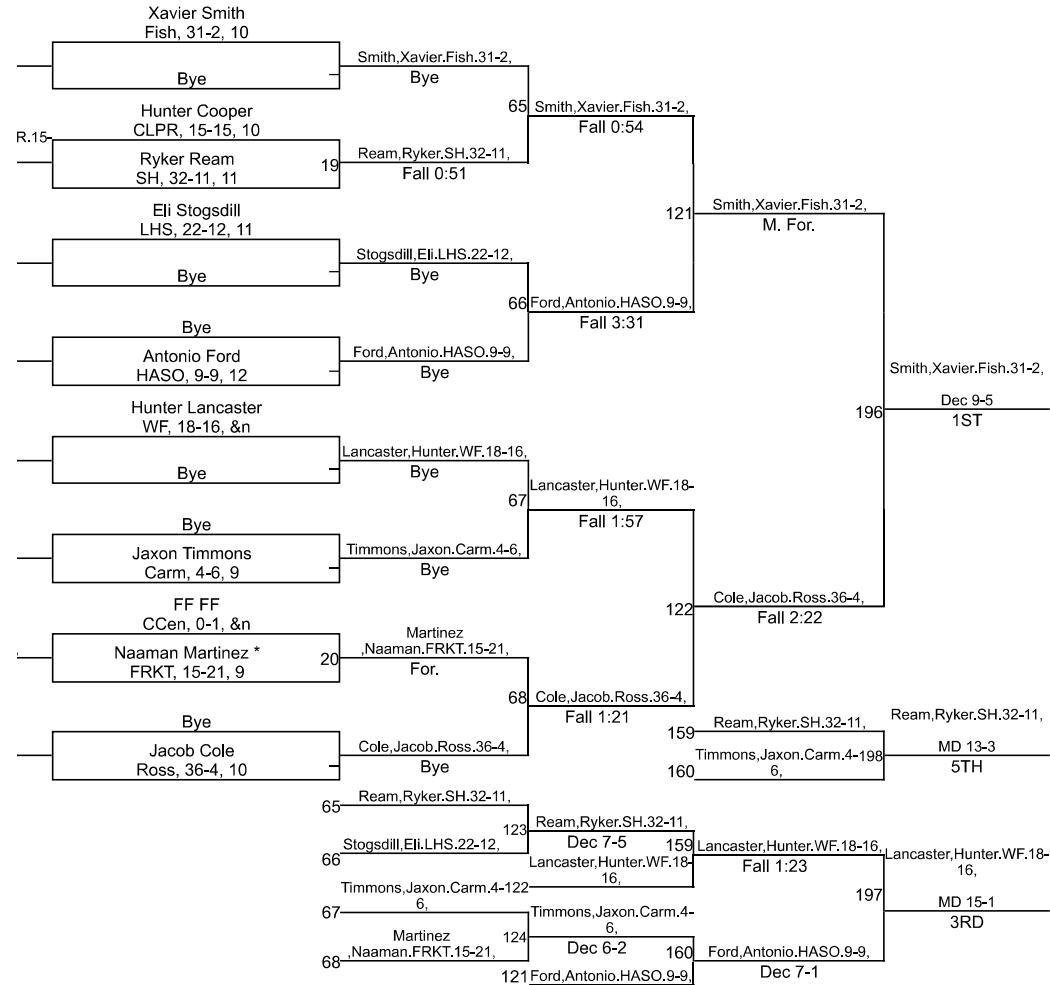 Xavier Smith
Fish, 31-2, 10
Bye
Smith,Xavier.Fish.31-2,
Bye
Hunter Cooper
CLPR, 15-15, 10
R.15-
Ryker Ream
SH, 32-11, 11
19
Ream,Ryker.SH.32-11,
Fall 0:51
65
Smith,Xavier.Fish.31-2,
Fall 0:54
Eli Stogsdill
LHS, 22-12, 11
Bye
Stogsdill,Eli.LHS.22-12,
Bye
Bye
Antonio Ford
HASO, 9-9, 12
Ford,Antonio.HASO.9-9,
Bye
66
Ford,Antonio.HASO.9-9,
Fall 3:31
121
Smith,Xavier.Fish.31-2,
M. For.
Hunter Lancaster
WF, 18-16, &n
Bye
Lancaster,Hunter.WF.18-16,
Bye
Bye
Jaxon Timmons
Carm, 4-6, 9
Timmons,Jaxon.Carm.4-6,
Bye
67
Lancaster,Hunter.WF.18-
16,
Fall 1:57
FF FF
CCen, 0-1, &n
Naaman Martinez *
FRKT, 15-21, 9
20
Martinez
,Naaman.FRKT.15-21,
For.
Bye
Jacob Cole
Ross, 36-4, 10
Cole,Jacob.Ross.36-4,
Bye
68
Cole,Jacob.Ross.36-4,
Fall 1:21
122
Cole,Jacob.Ross.36-4,
Fall 2:22
196
Smith,Xavier.Fish.31-2,
Dec 9-5
1ST
159
Ream,Ryker.SH.32-11,
160
Timmons,Jaxon.Carm.4-
6,
198
Ream,Ryker.SH.32-11,
MD 13-3
5TH
65
Ream,Ryker.SH.32-11,
66
Stogsdill,Eli.LHS.22-12,
123
Ream,Ryker.SH.32-11,
Dec 7-5
122
Lancaster,Hunter.WF.18-
16,
159
Lancaster,Hunter.WF.18-16,
Fall 1:23
67
Timmons,Jaxon.Carm.4-
6,
68
Martinez
,Naaman.FRKT.15-21,
124
Timmons,Jaxon.Carm.4-
6,
Dec 6-2
121
Ford,Antonio.HASO.9-9,
160
Ford,Antonio.HASO.9-9,
Dec 7-1
197
Lancaster,Hunter.WF.18-
16,
MD 15-1
3RD